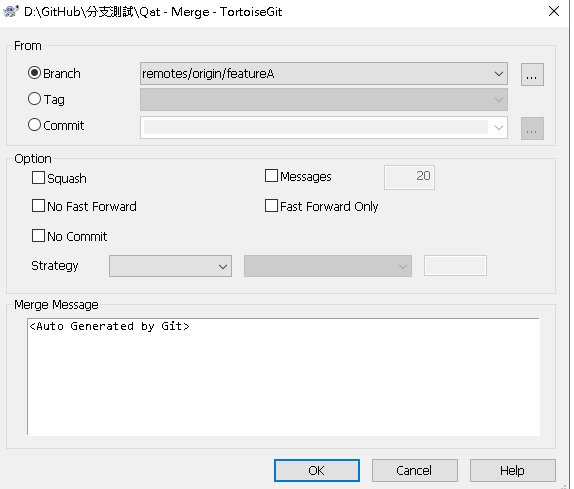 D:\GitHub\分支測試\Qat - Merge - TortoiseGit
From
Branch
remotes/origin/featureA
...
Tag
Commit
...
Option
Squash
Messages
20
No Fast Forward
Fast Forward Only
No Commit
Strategy
Merge Message
<Auto Generated by Git>
OK
Cancel
Help